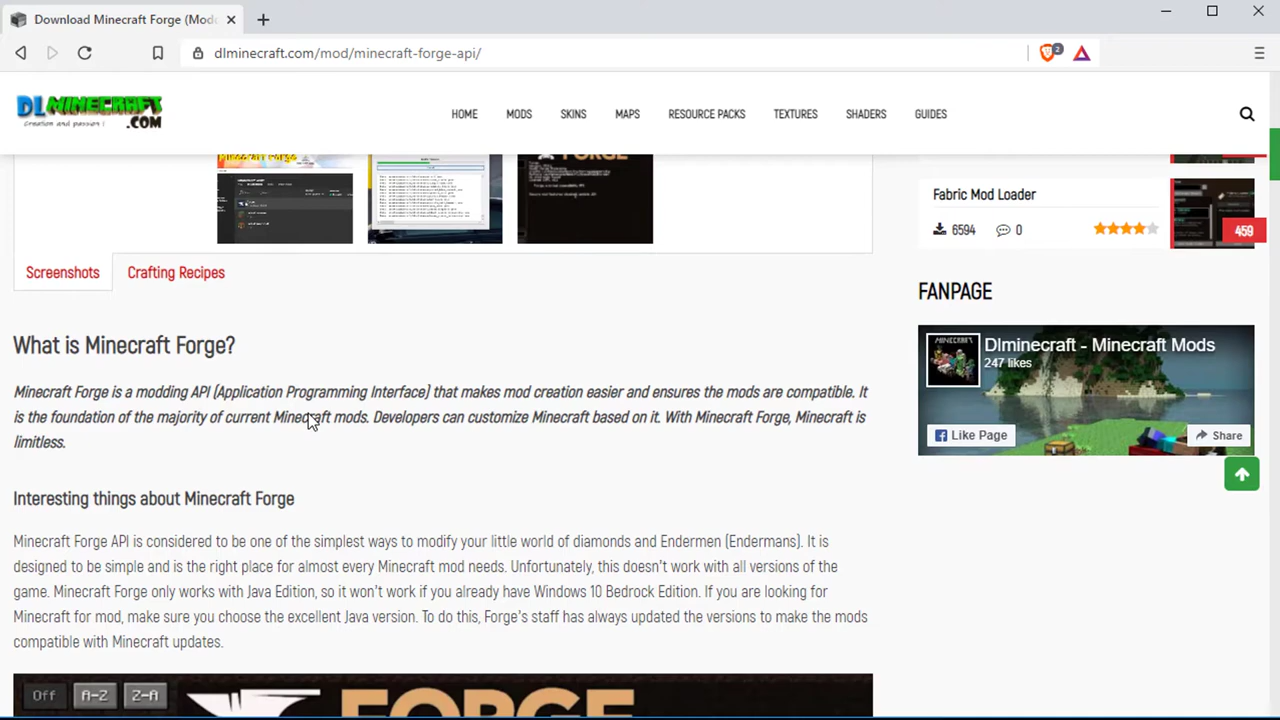 Download Minecraft Forge (Mod
dlminecraft.com/mod/minecraft-forge-api/
2
DLMINECRAFT
.COM
Creation and passion !
HOME
MODS
SKINS
MAPS
RESOURCE PACKS
TEXTURES
SHADERS
GUIDES
Minecraft Forge
FORGE
Fabric Mod Loader
6594
0
459
Screenshots
Crafting Recipes
FANPAGE
MINECRAFT
Dlminecraft - Minecraft Mods
247 likes
Like Page
Share
What is Minecraft Forge?
Minecraft Forge is a modding API (Application Programming Interface) that makes mod creation easier and ensures the mods are compatible. It
is the foundation of the majority of current Minecraft mods. Developers can customize Minecraft based on it. With Minecraft Forge, Minecraft is
limitless.
Interesting things about Minecraft Forge
Minecraft Forge API is considered to be one of the simplest ways to modify your little world of diamonds and Endermen (Endermans). It is
designed to be simple and is the right place for almost every Minecraft mod needs. Unfortunately, this doesn't work with all versions of the
game. Minecraft Forge only works with Java Edition, so it won't work if you already have Windows 10 Bedrock Edition. If you are looking for
Minecraft for mod, make sure you choose the excellent Java version. To do this, Forge's staff has always updated the versions to make the mods
compatible with Minecraft updates.
Off
A-Z
Z-A
FORGE